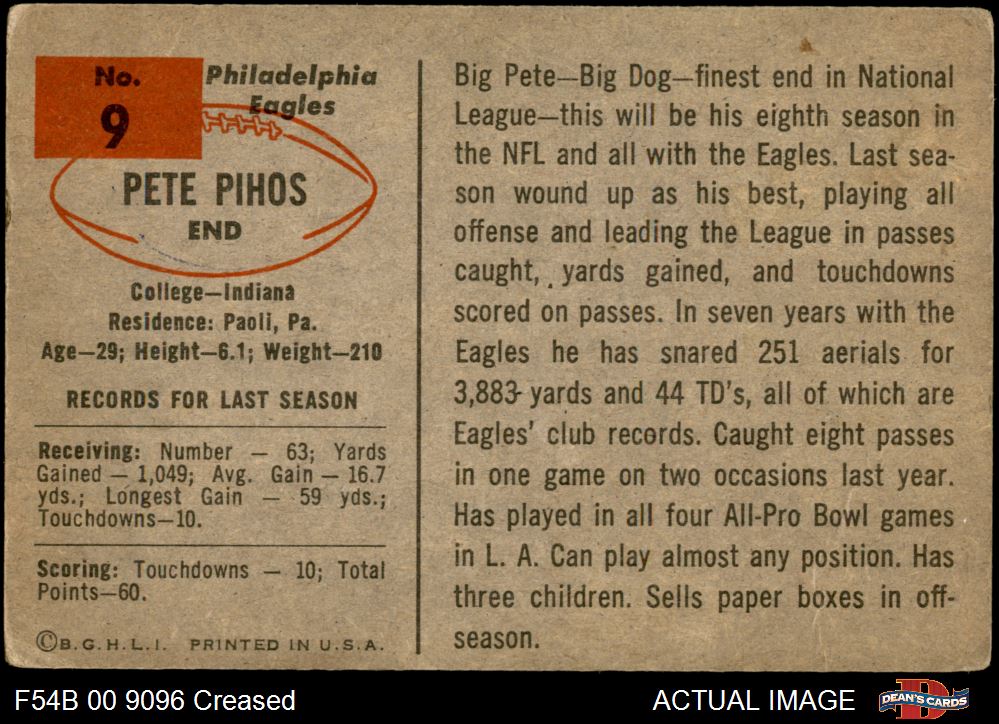 No.
9
Philadelphia
Eagles
PETE PIHOS
END
College—Indiana
Residence: Paoli, Pa.
Age—29; Height—6.1; Weight—210
RECORDS FOR LAST SEASON
Receiving: Number — 63; Yards
Gained — 1,049; Avg. Gain — 16.7
yds.; Longest Gain — 59 yds.;
Touchdowns—10.
Scoring: Touchdowns — 10; Total
Points—60.
©B.G.H.L.I. PRINTED IN U.S.A.
Big Pete—Big Dog—finest end in National
League—this will be his eighth season in
the NFL and all with the Eagles. Last sea-
son wound up as his best, playing all
offense and leading the League in passes
caught, yards gained, and touchdowns
scored on passes. In seven years with the
Eagles he has snared 251 aerials for
3,883 yards and 44 TD's, all of which are
Eagles' club records. Caught eight passes
in one game on two occasions last year.
Has played in all four All-Pro Bowl games
in L. A. Can play almost any position. Has
three children. Sells paper boxes in off-
season.
F54B 00 9096 Creased
ACTUAL IMAGE
DEAN'S CARDS